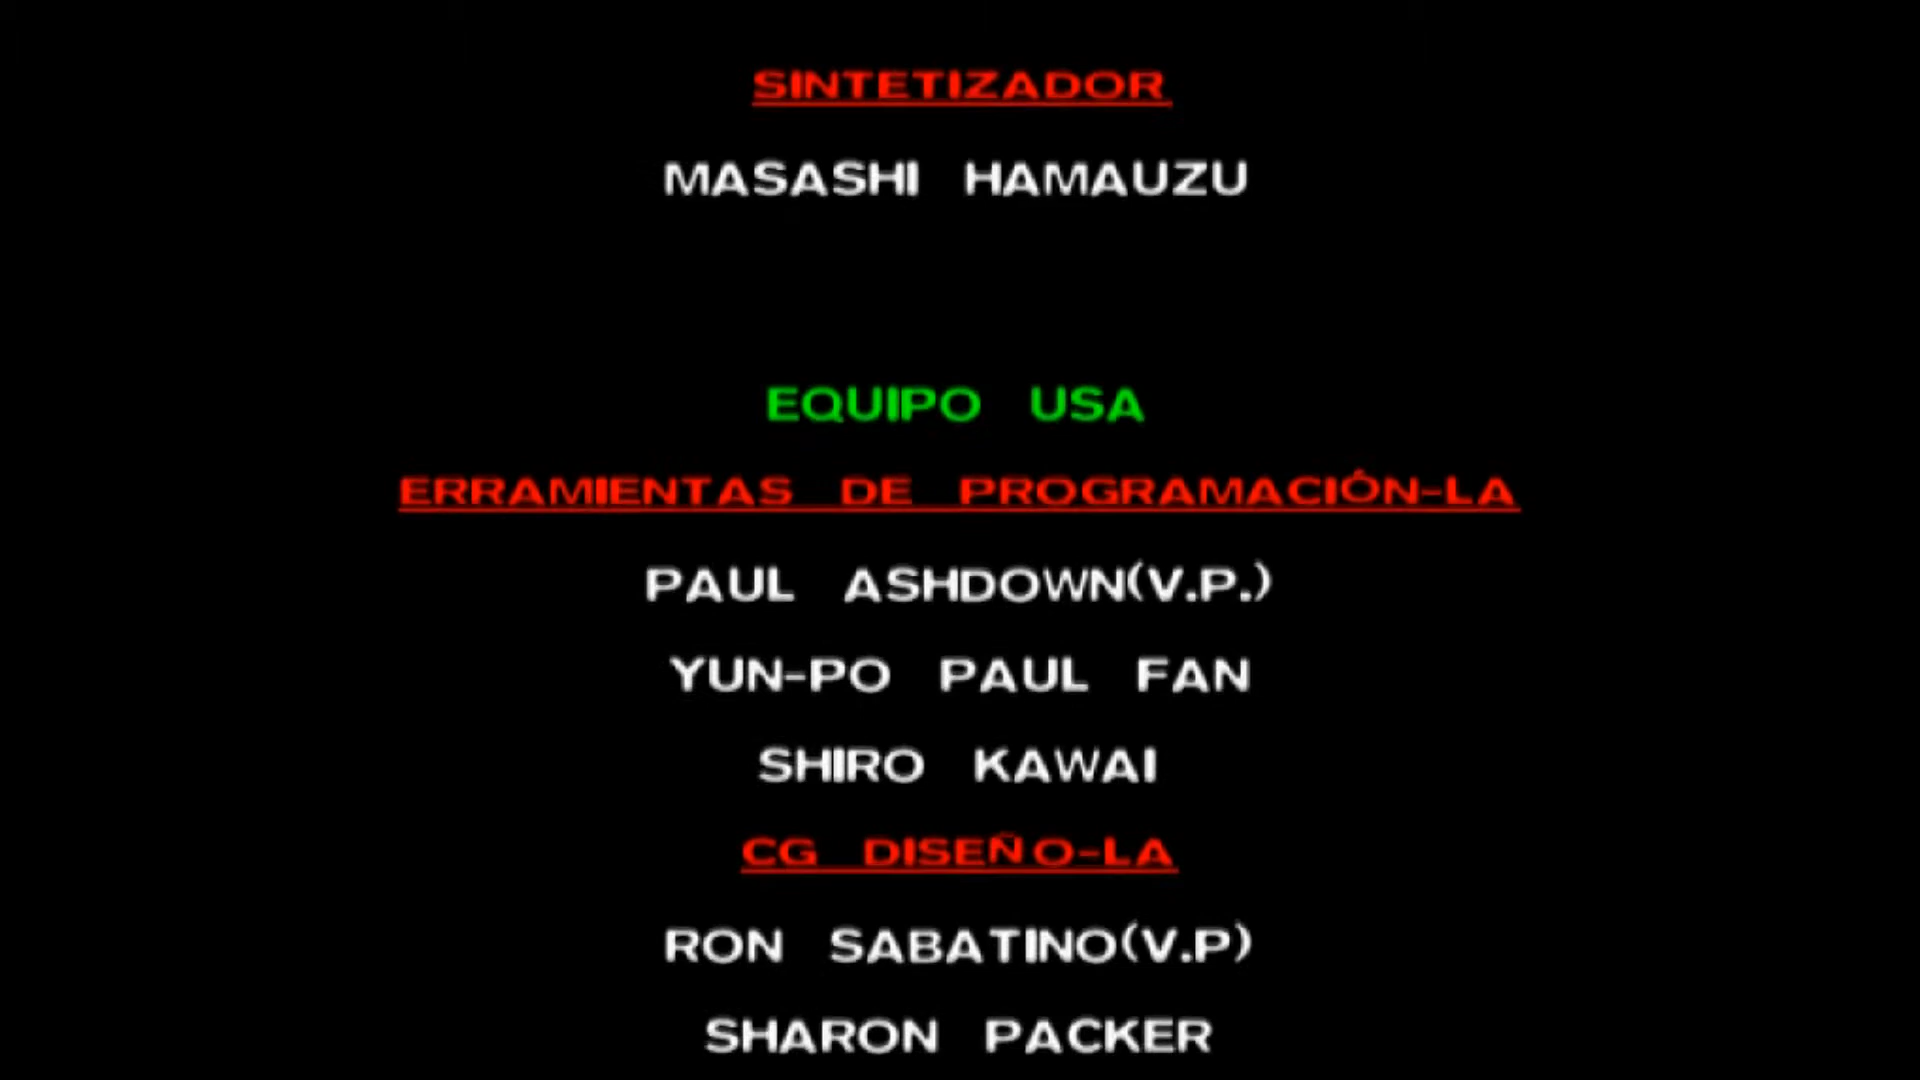 SINTETIZADOR
MASASHI HAMAUZU
EQUIPO USA
ERRAMIENTAS DE PROGRAMACIÓN-LA
PAUL ASHDOWN(V.P.)
YUN-PO PAUL FAN
SHIRO KAWAI
CG DISEÑO-LA
RON SABATINO(V.P)
SHARON PACKER